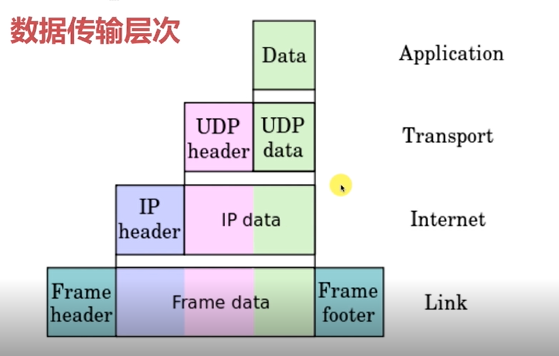 数据传输层次
Data
Application
UDP
header
UDP
data
Transport
IP
header
IP data
Internet
Frame
header
Frame data
Frame
footer
Link